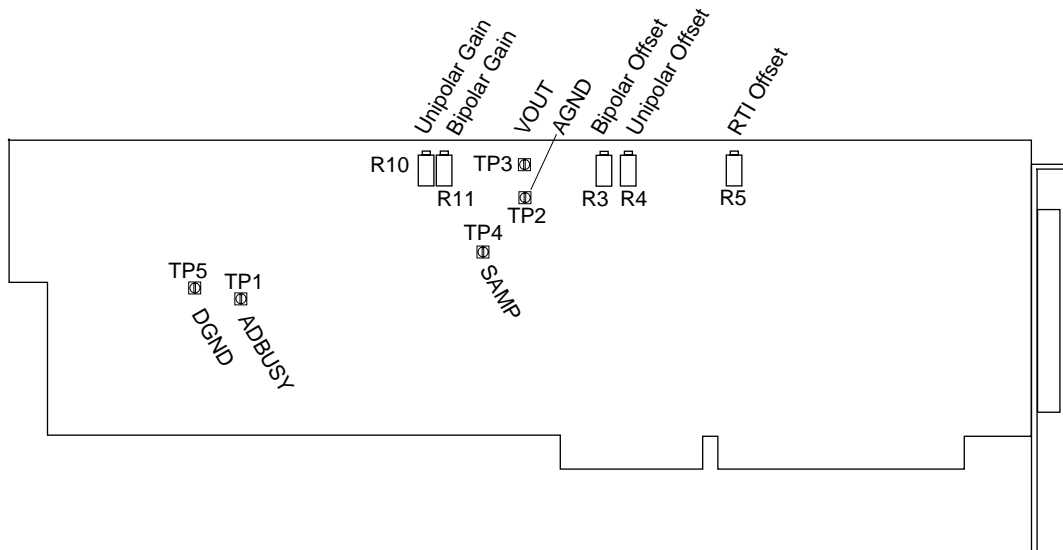 Unipolar Gain
Bipolar Gain
VOUT
AGND
Bipolar Offset
Unipolar Offset
RTI Offset
R10
R11
TP3
TP2
R3
R4
R5
TP4
SAMP
TP5
TP1
DGND
ADBUSY